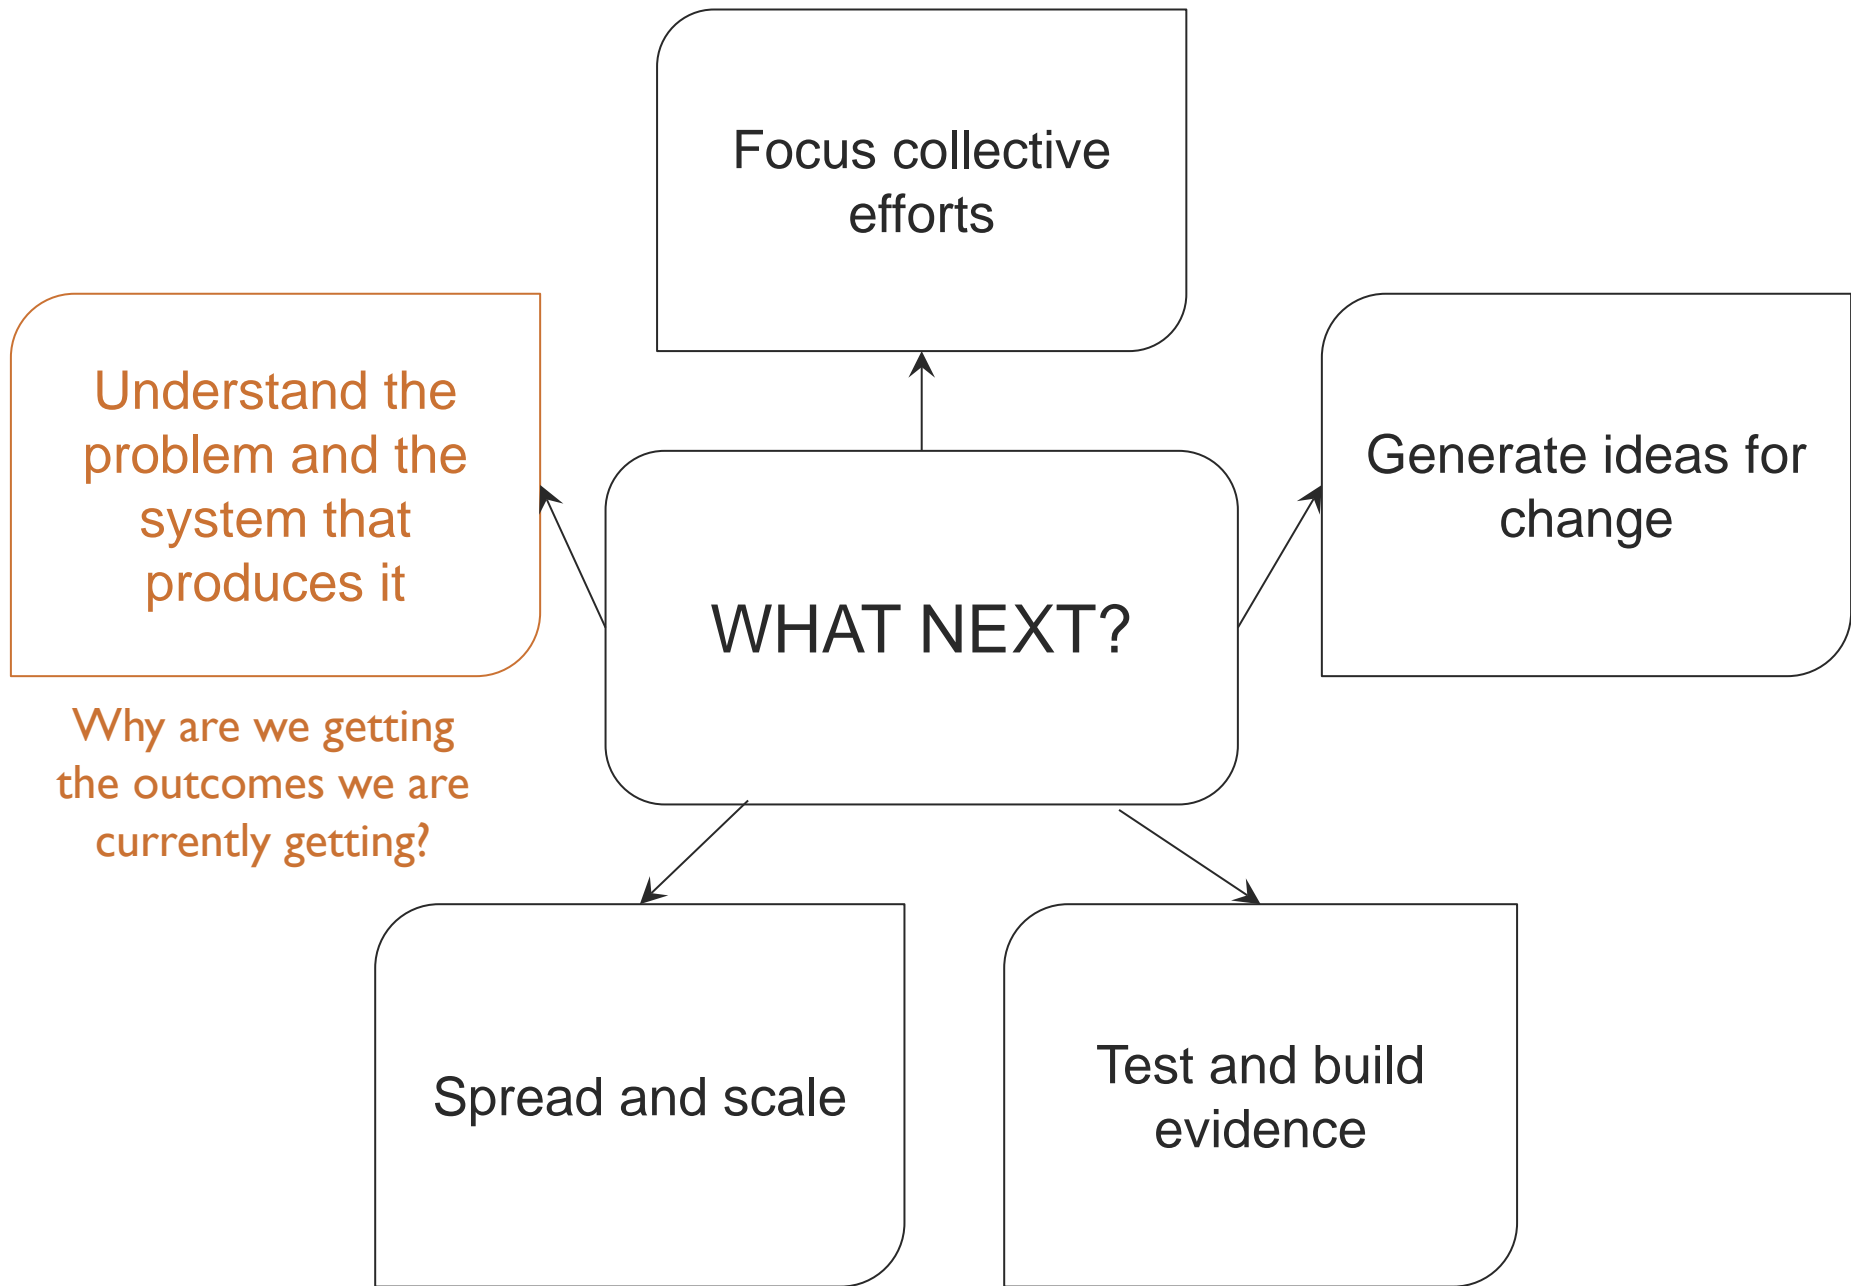 Focus collective
efforts
Understand the
problem and the
system that
produces it
Why are we getting
the outcomes we are
currently getting?
WHAT NEXT?
Generate ideas for
change
Spread and scale
Test and build
evidence